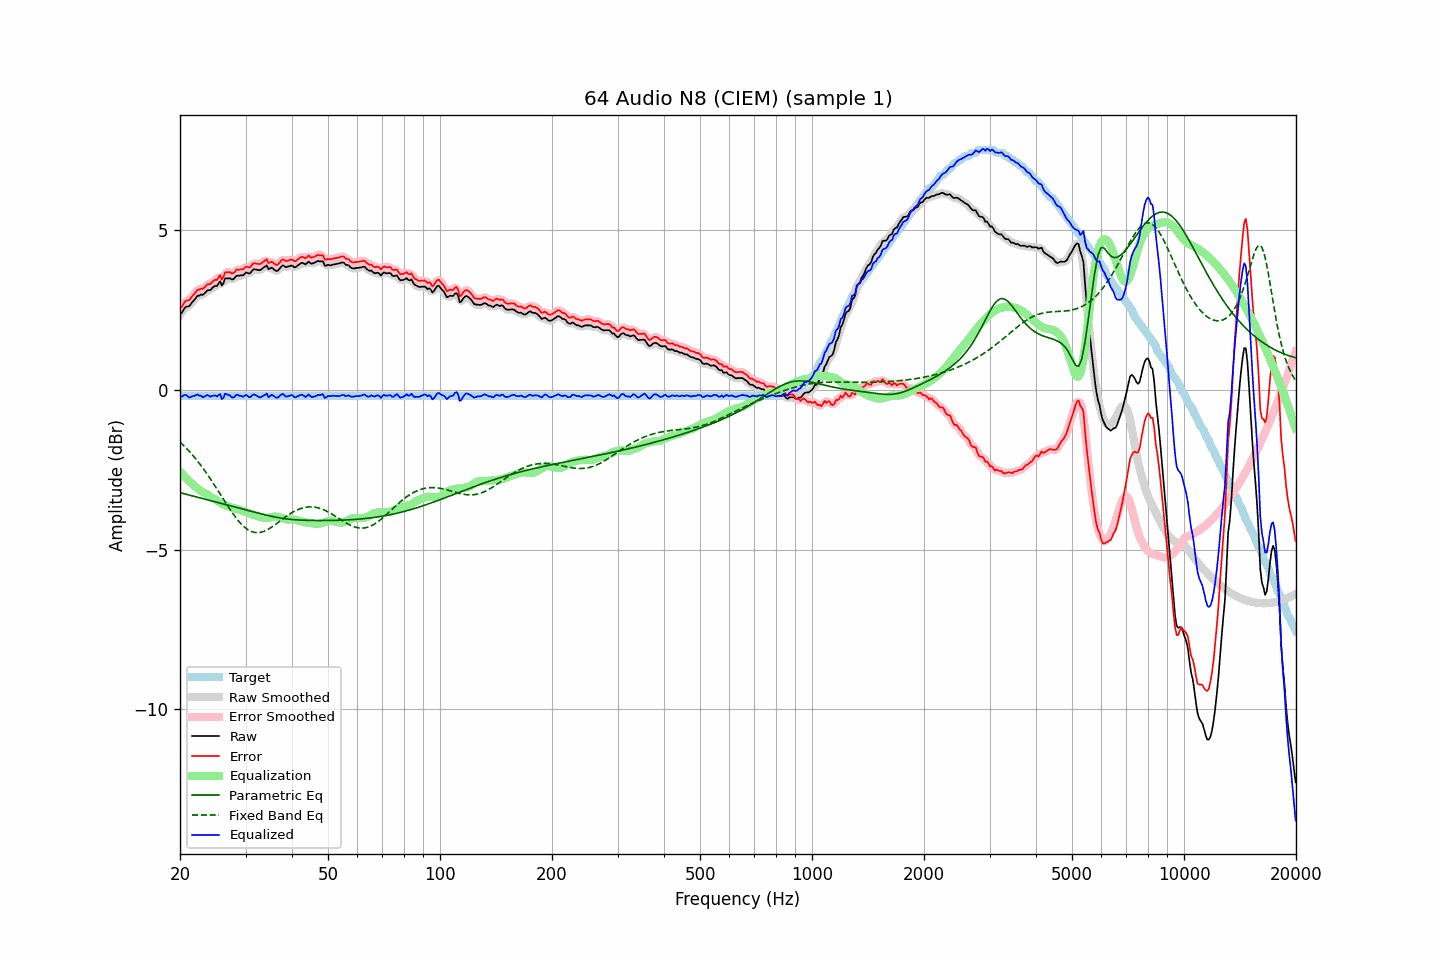 64 Audio N8 (CIEM) (sample 1)
Amplitude (dBr)
5
0
−5
−10
Target
Raw Smoothed
Error Smoothed
Raw
Error
Equalization
Parametric Eq
Fixed Band Eq
Equalized
20 50 100 200 500 1000 2000 5000 10000 20000
Frequency (Hz)